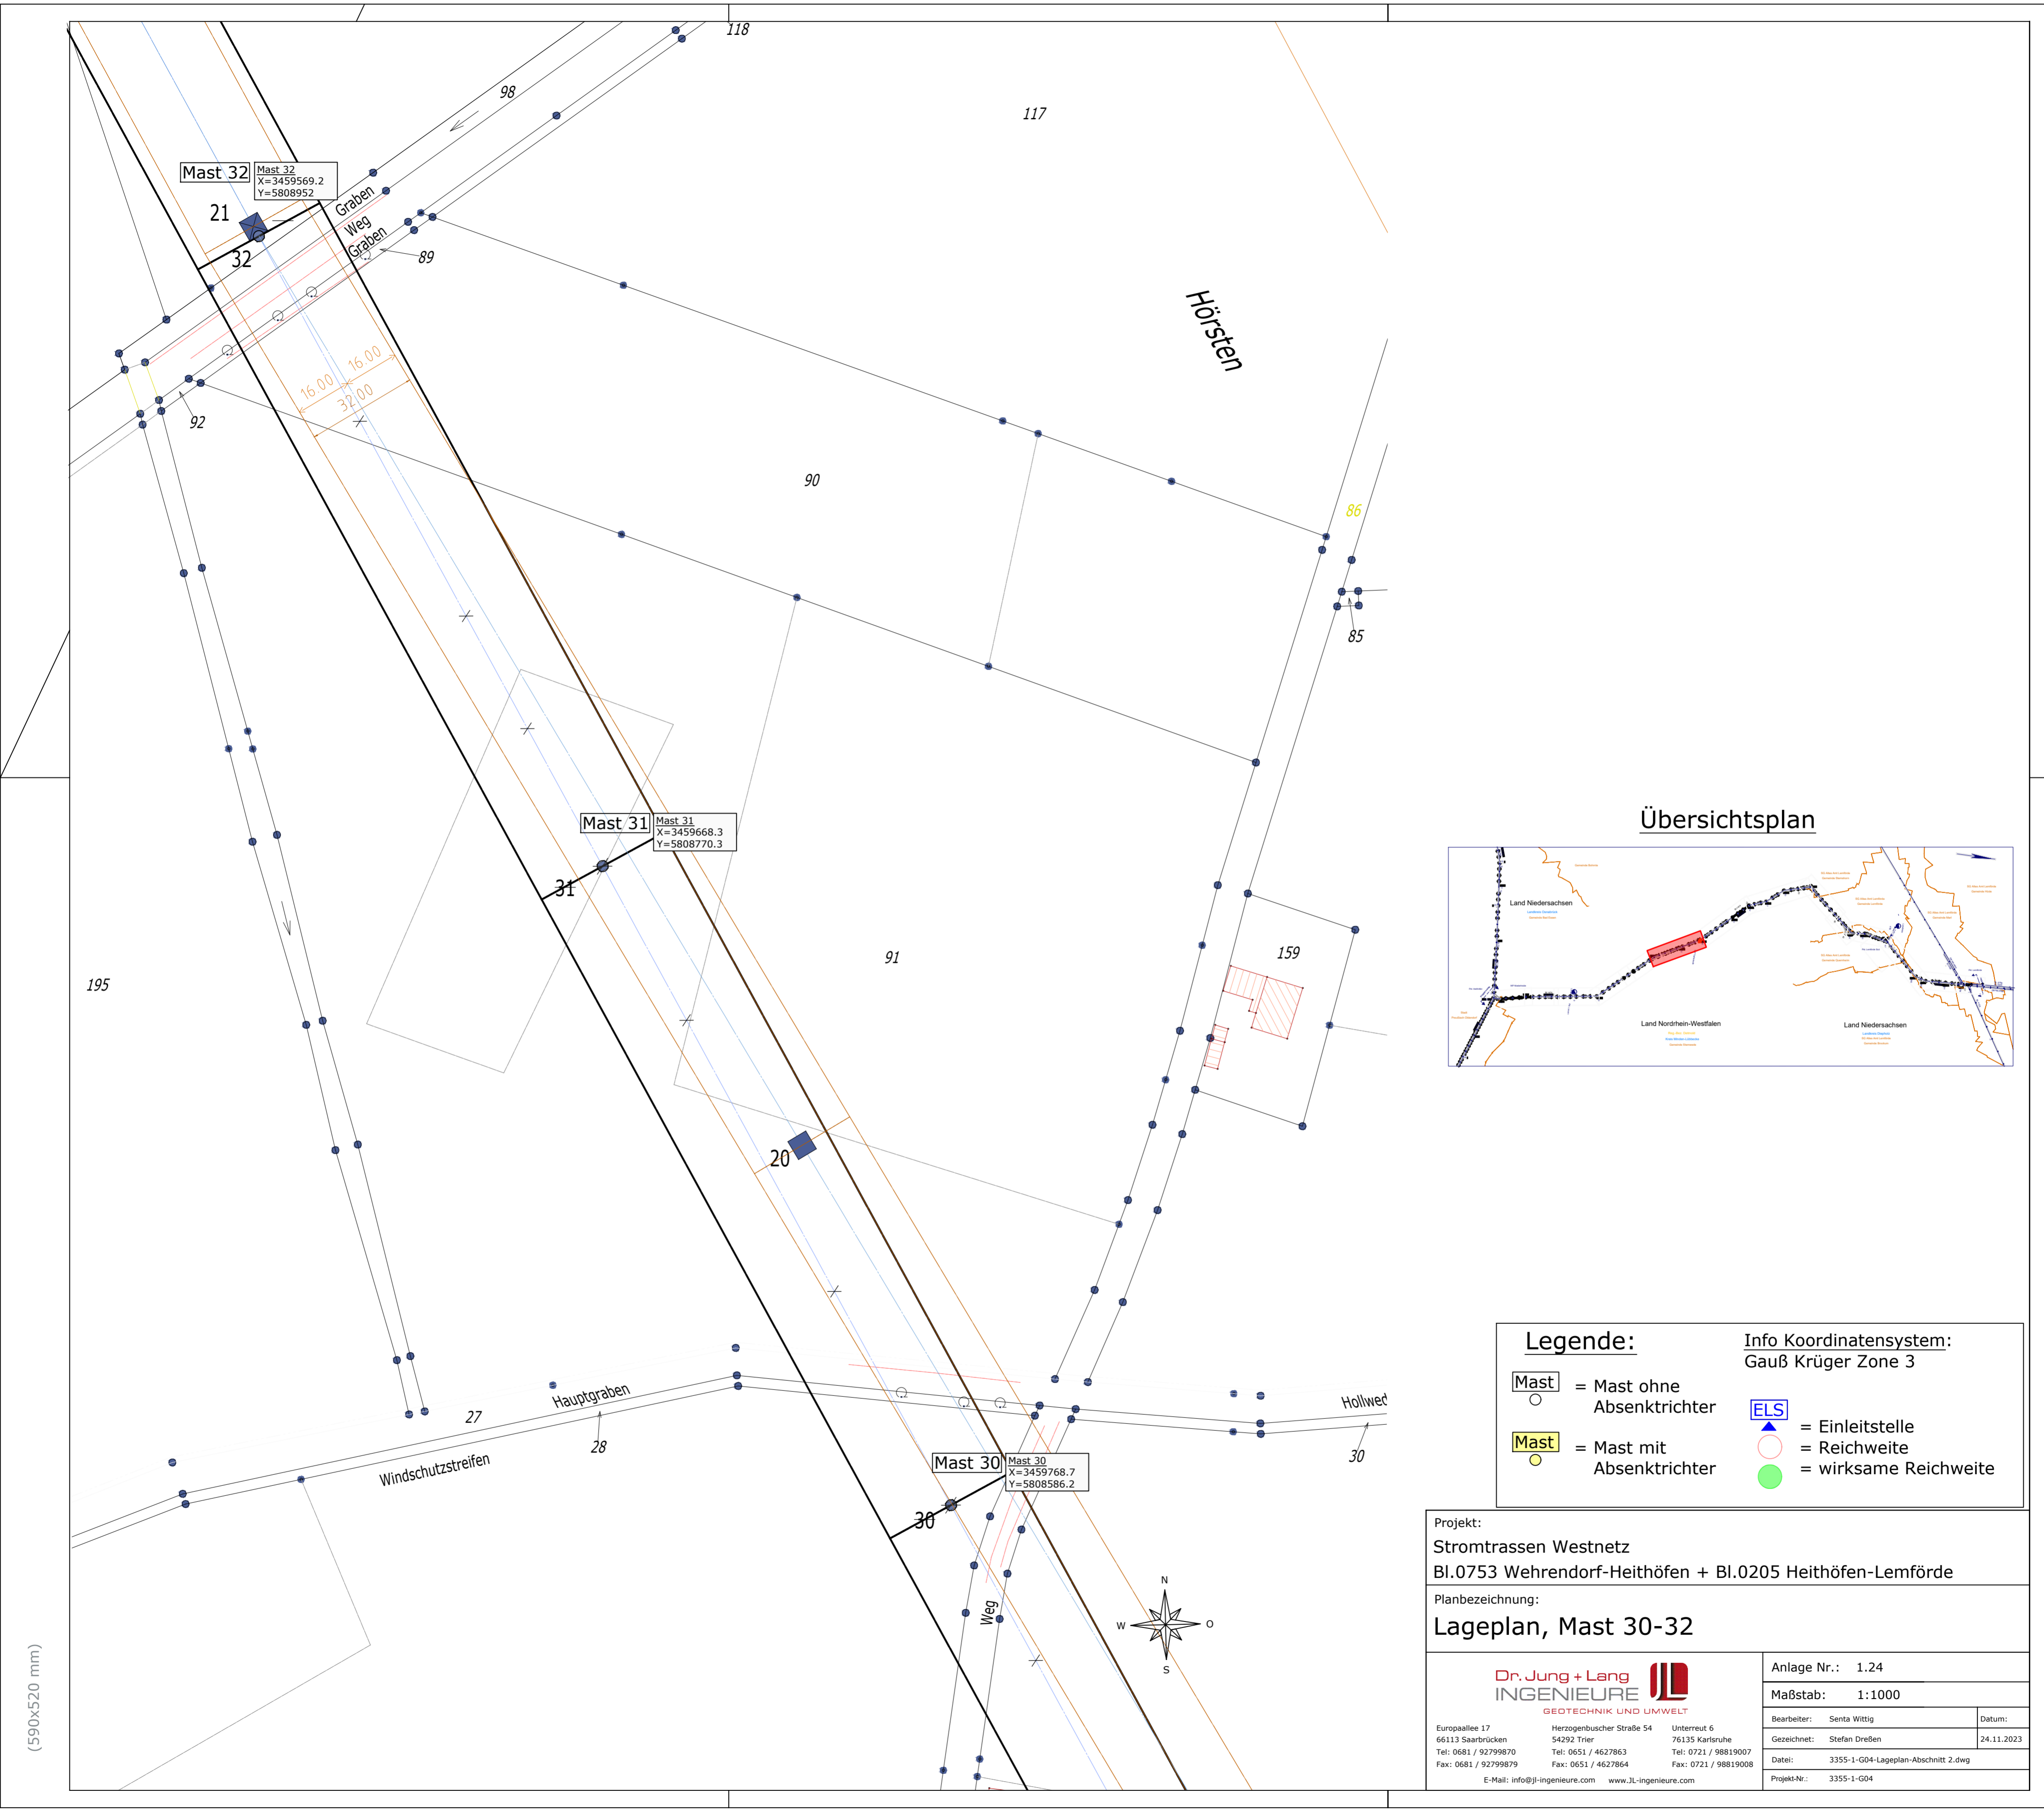 118
98
117
Mast 32
Mast 32
X=3459569.2
Y=5808952
21
32
Graben
Weg
Graben
89
Hörsten
16.00
16.00
32.00
92
90
86
85
Mast 31
Mast 31
X=3459668.3
Y=5808770.3
31
91
159
195
20
Übersichtsplan
Land Niedersachsen
Land Nordrhein-Westfalen
Land Niedersachsen
Hauptgraben
27
28
Windschutzstreifen
Hollwed
30
Mast 30
Mast 30
X=3459768.7
Y=5808586.2
30
Weg
N
W
O
S
Legende:
Info Koordinatensystem:
Gauß Krüger Zone 3
Mast
= Mast ohne
Absenktrichter
Mast
= Mast mit
Absenktrichter
ELS
= Einleitstelle
= Reichweite
= wirksame Reichweite
Projekt:
Stromtrassen Westnetz
Bl.0753 Wehrendorf-Heithöfen + Bl.0205 Heithöfen-Lemförde
Planbezeichnung:
Lageplan, Mast 30-32
Dr. Jung + Lang
INGENIEURE
GEOTECHNIK UND UMWELT
Europaallee 17
66113 Saarbrücken
Tel: 0681 / 92799870
Fax: 0681 / 92799879
Herzogenbuscher Straße 54
54292 Trier
Tel: 0651 / 4627863
Fax: 0651 / 4627864
Unterreut 6
76135 Karlsruhe
Tel: 0721 / 98819007
Fax: 0721 / 98819008
E-Mail: info@jl-ingenieure.com www.JL-ingenieure.com
Anlage Nr.: 1.24
Maßstab: 1:1000
Bearbeiter: Senta Wittig
Datum:
Gezeichnet: Stefan Dreßen
24.11.2023
Datei: 3355-1-G04-Lageplan-Abschnitt 2.dwg
Projekt-Nr.: 3355-1-G04
(590x520 mm)